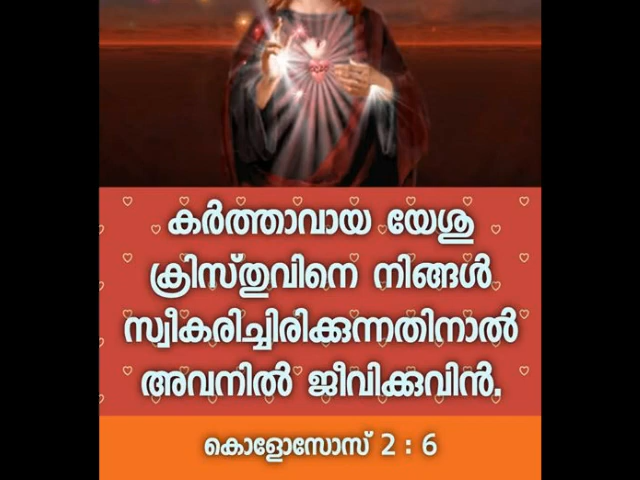 കർത്താവായ യേശു
ക്രിസ്തുവിനെ നിങ്ങൾ
സ്വീകരിച്ചിരിക്കുന്നതിനാൽ
അവനിൽ ജീവിക്കുവിൻ.
കൊളോസോസ് 2 : 6